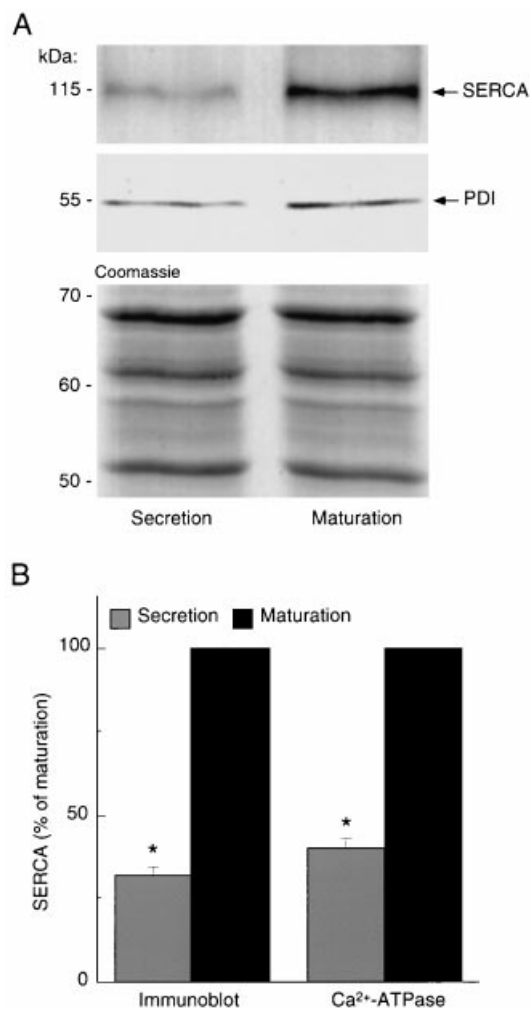 A
kDa:
115 - ← SERCA
55 - ← PDI
Coomassie
70 -
60 -
50 -
Secretion Maturation
B
Secretion Maturation
SERCA (% of maturation)
100
50
0
*
*
Immunoblot Ca²⁺-ATPase